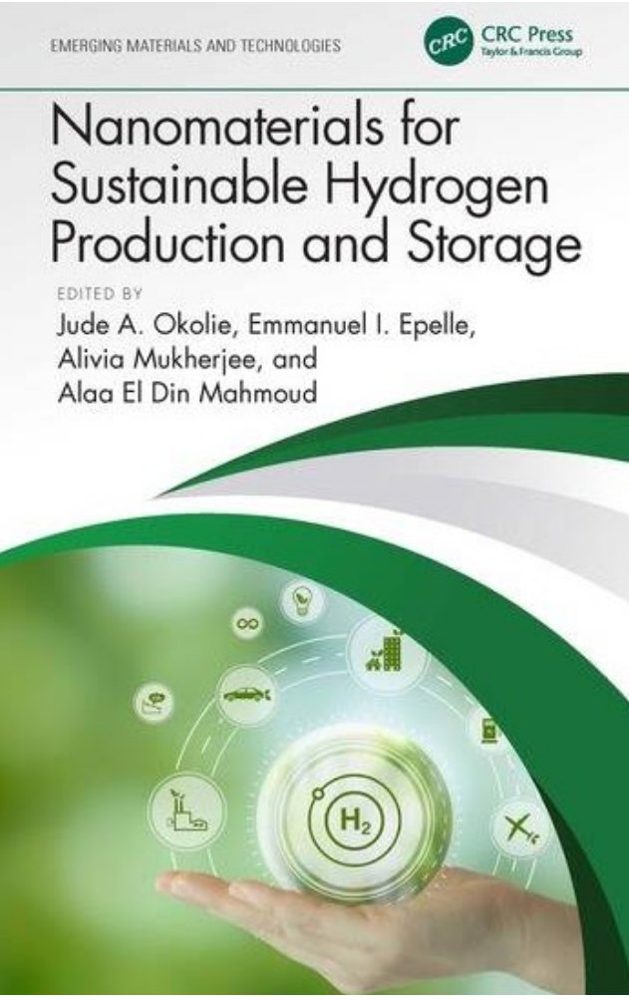 EMERGING MATERIALS AND TECHNOLOGIES
CRC
CRC Press
Taylor & Francis Group
Nanomaterials for
Sustainable Hydrogen
Production and Storage
EDITED BY
Jude A. Okolie, Emmanuel I. Epelle,
Alivia Mukherjee, and
Alaa El Din Mahmoud
H₂